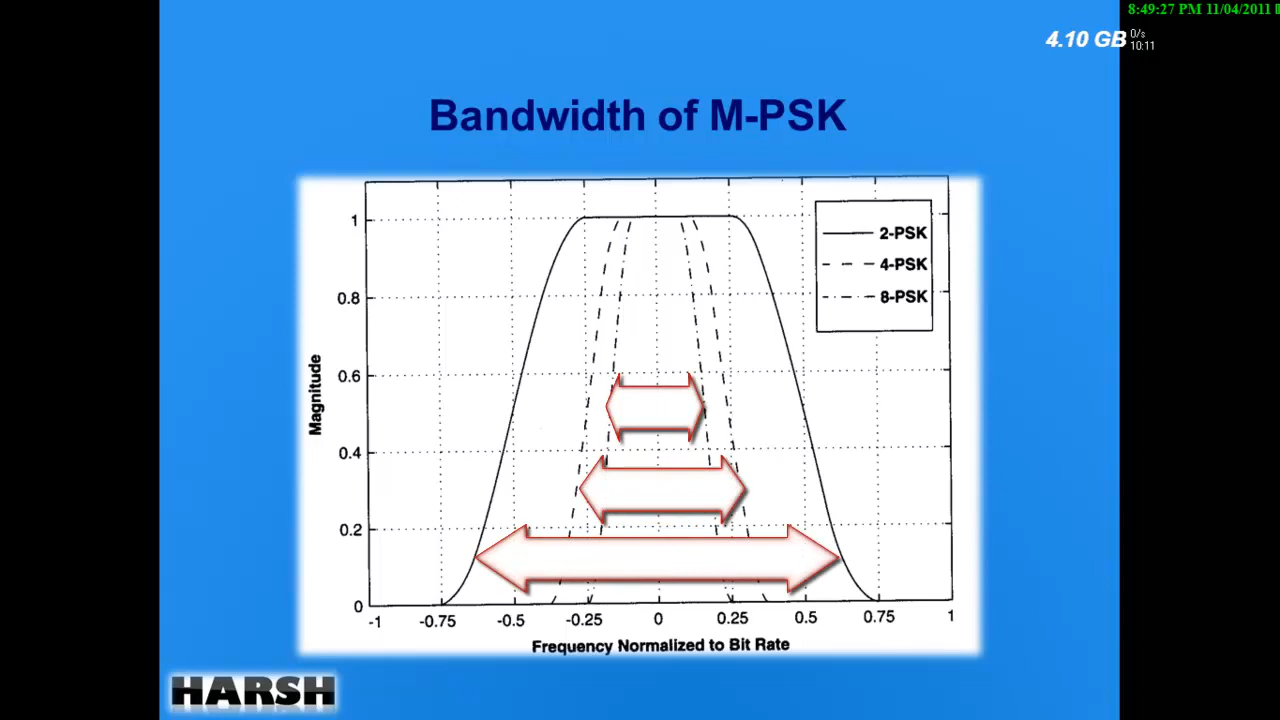 8:49:27 PM 11/04/2011
4.10 GB
0/s
10:11
Bandwidth of M-PSK
2-PSK
4-PSK
8-PSK
1
0.8
0.6
0.4
0.2
0
Magnitude
-1 -0.75 -0.5 -0.25 0 0.25 0.5 0.75 1
Frequency Normalized to Bit Rate
HARSH